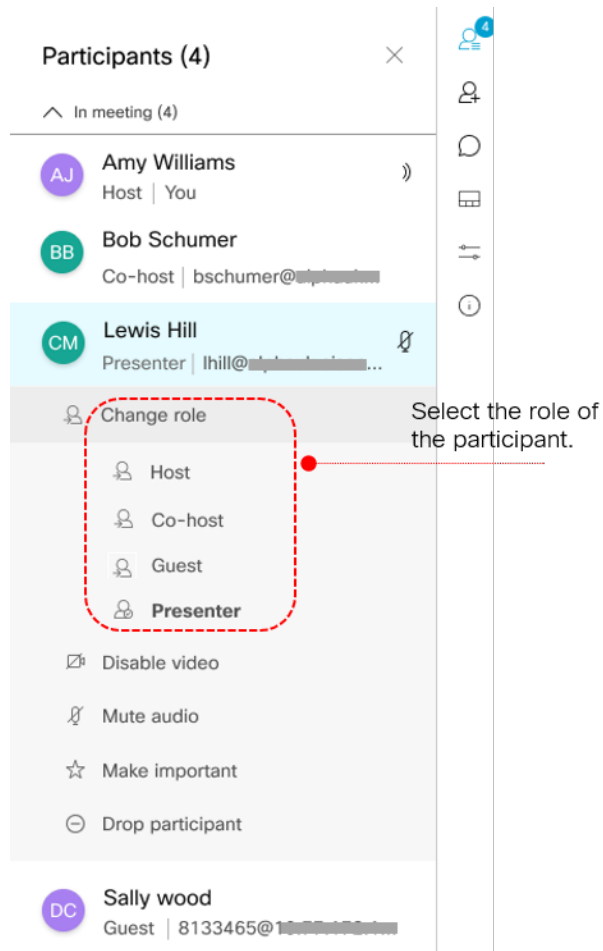 Participants (4)
4
In meeting (4)
AJ
Amy Williams
Host | You
BB
Bob Schumer
Co-host | bschumer@
CM
Lewis Hill
Presenter | lhill@ ...
Change role
Select the role of
the participant.
Host
Co-host
Guest
Presenter
Disable video
Mute audio
Make important
Drop participant
DC
Sally wood
Guest | 8133465@